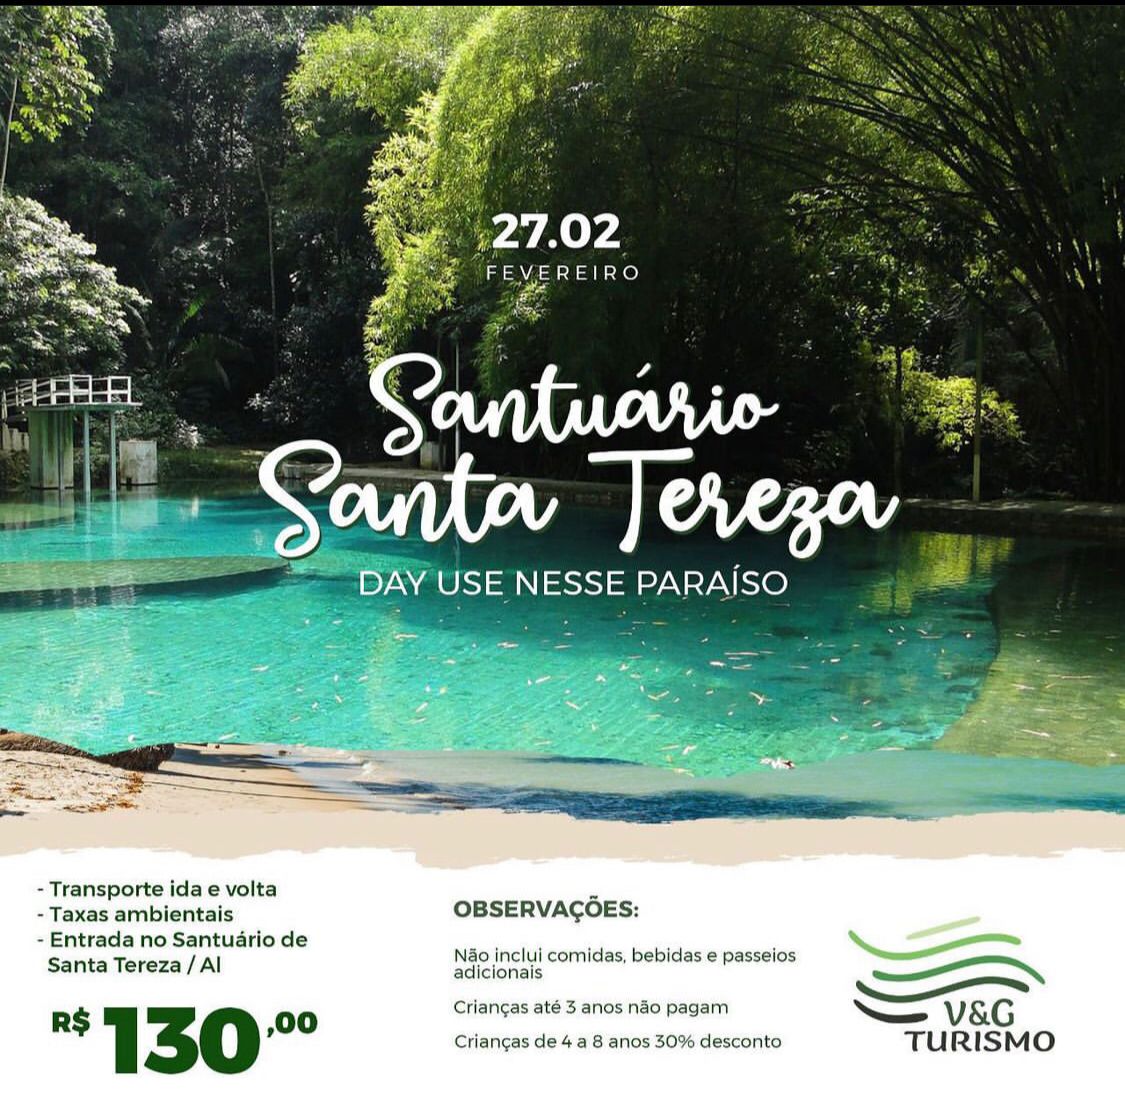 27.02
FEVEREIRO
Santuário
Santa Tereza
DAY USE NESSE PARAÍSO
- Transporte ida e volta
- Taxas ambientais
- Entrada no Santuário de
Santa Tereza / Al
R$ 130,00
OBSERVAÇÕES:
Não inclui comidas, bebidas e passeios
adicionais
Crianças até 3 anos não pagam
Crianças de 4 a 8 anos 30% desconto
V&G
TURISMO